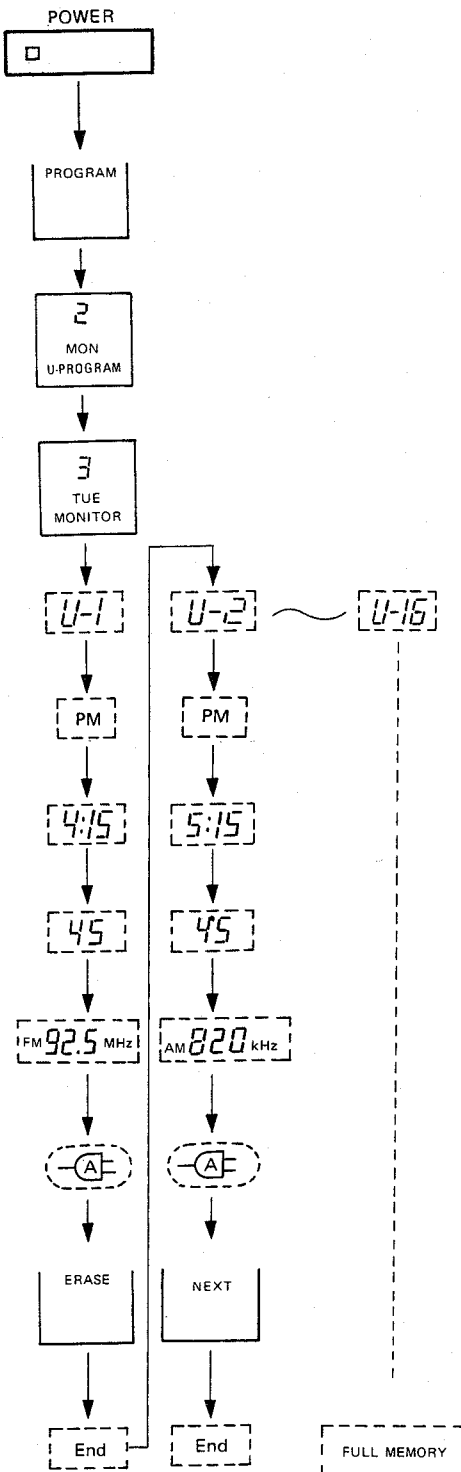 POWER
PROGRAM
2
MON
U-PROGRAM
3
TUE
MONITOR
U-1
PM
4:15
45
FM 92.5 MHz
A
ERASE
End
U-2
PM
5:15
45
AM 820 kHz
A
NEXT
End
U-16
FULL MEMORY